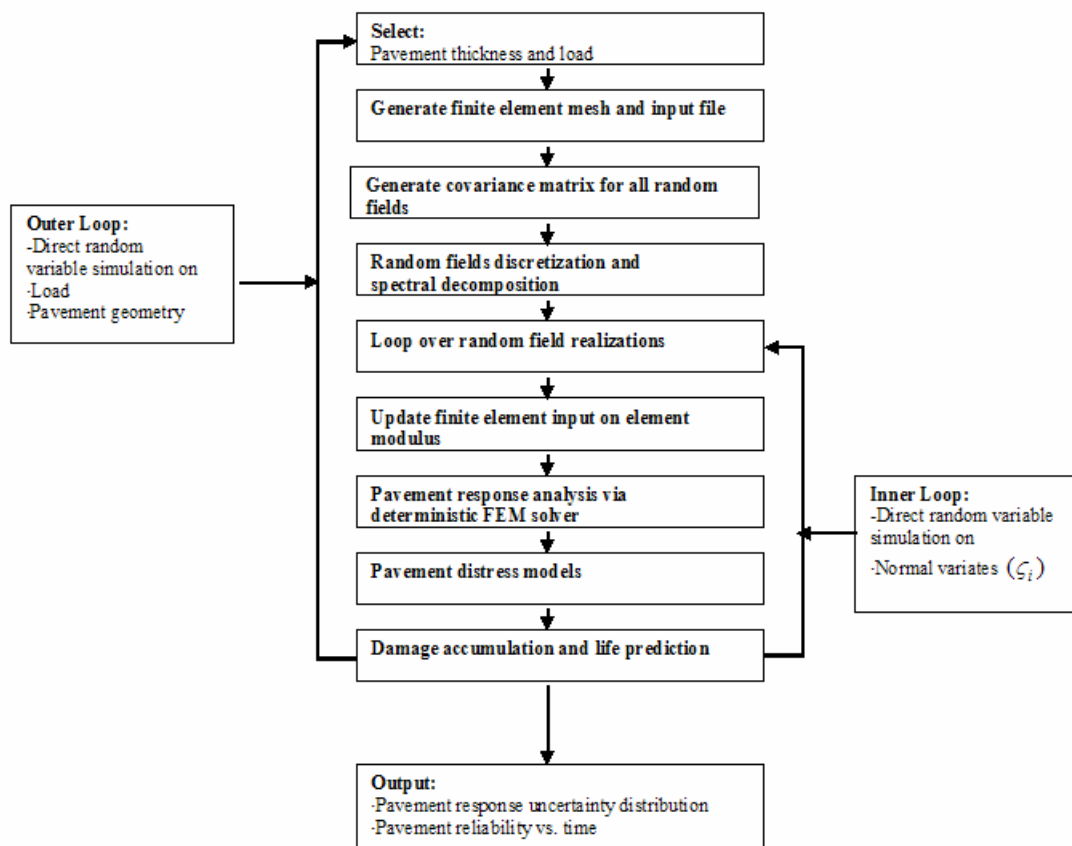 Select:
Pavement thickness and load
Generate finite element mesh and input file
Generate covariance matrix for all random
fields
Outer Loop:
-Direct random
variable simulation on
-Load
-Pavement geometry
Random fields discretization and
spectral decomposition
Loop over random field realizations
Update finite element input on element
modulus
Pavement response analysis via
deterministic FEM solver
Inner Loop:
-Direct random variable
simulation on
-Normal variates (ςᵢ)
Pavement distress models
Damage accumulation and life prediction
Output:
-Pavement response uncertainty distribution
-Pavement reliability vs. time